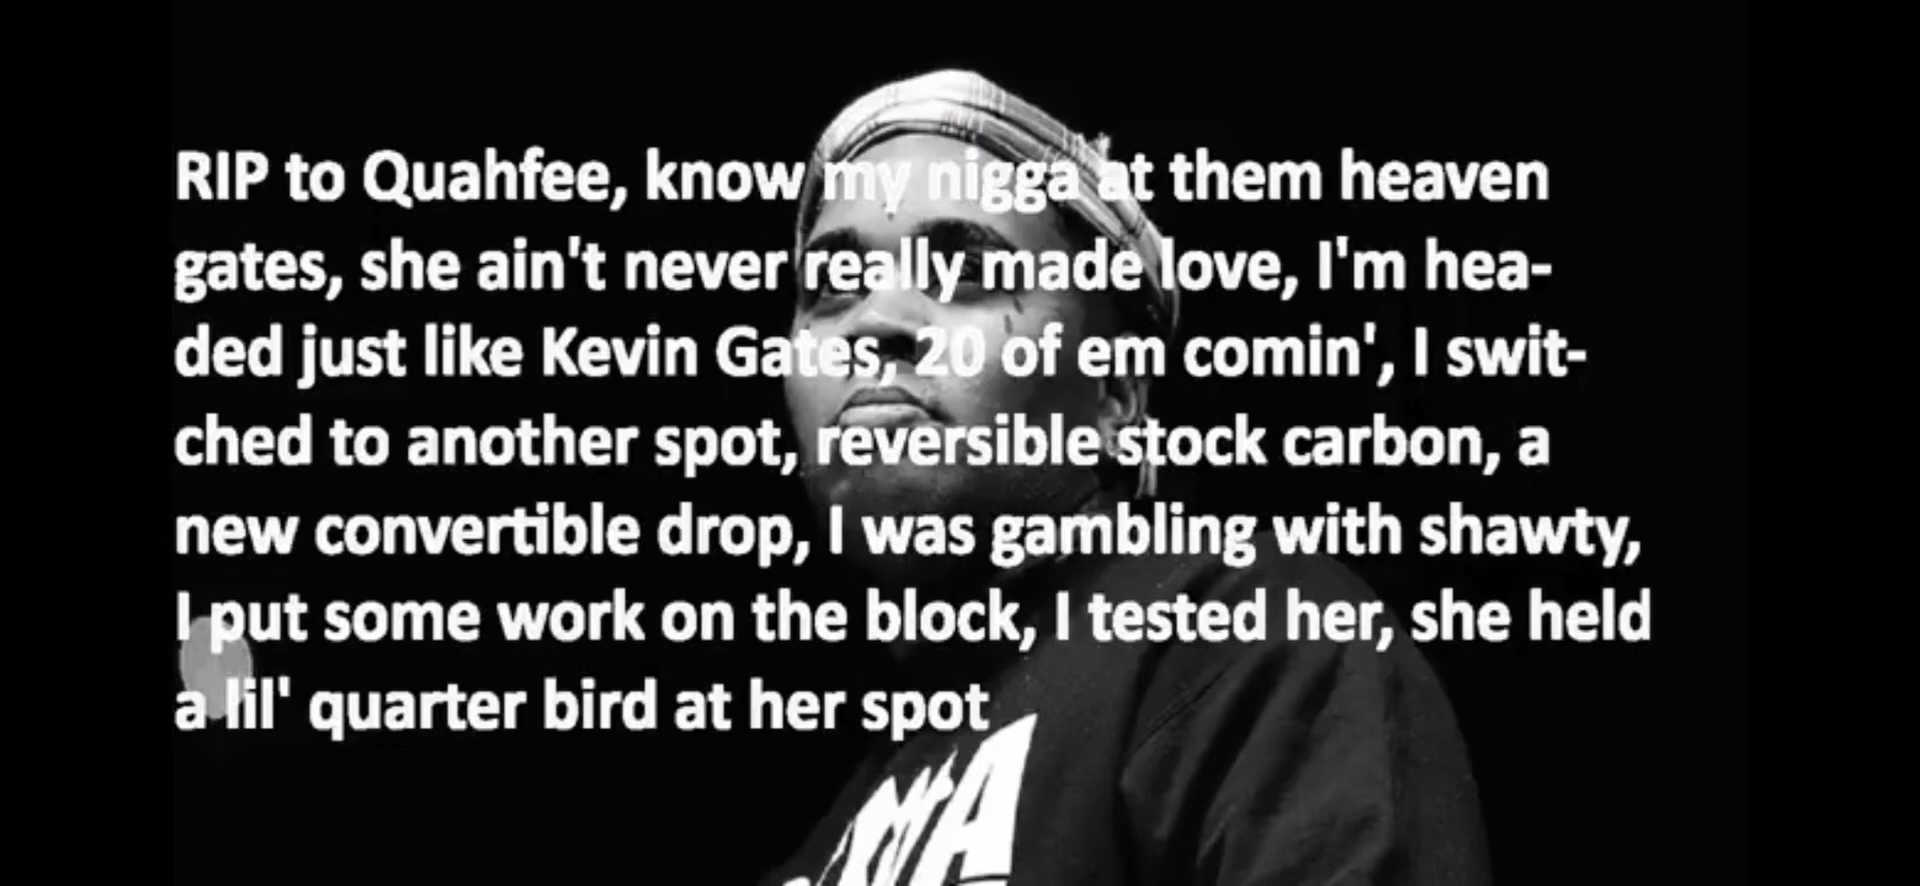 RIP to Quahfee, know my nigga at them heaven
gates, she ain't never really made love, I'm hea-
ded just like Kevin Gates, 20 of em comin', I swit-
ched to another spot, reversible stock carbon, a
new convertible drop, I was gambling with shawty,
I put some work on the block, I tested her, she held
a lil' quarter bird at her spot